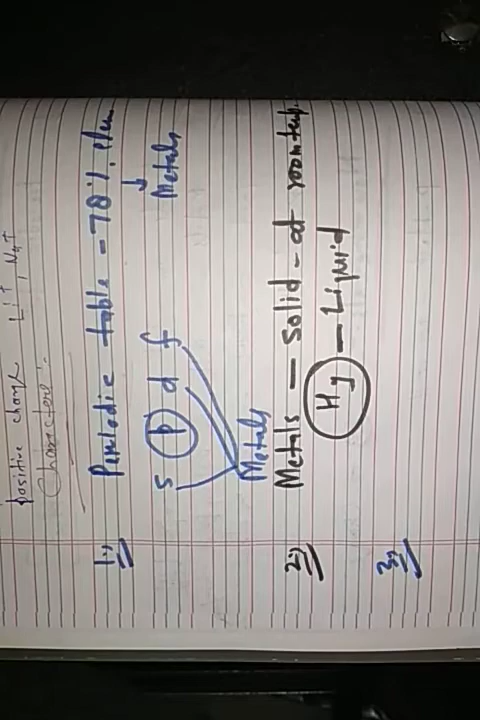 positive charge Li+, Na+
Characters :-
1:) Periodic table - 78% elem.
↓
Metals
s p d f
Metals
2:) Metals - Solid - at room temp.
Hg - Liquid
3:)